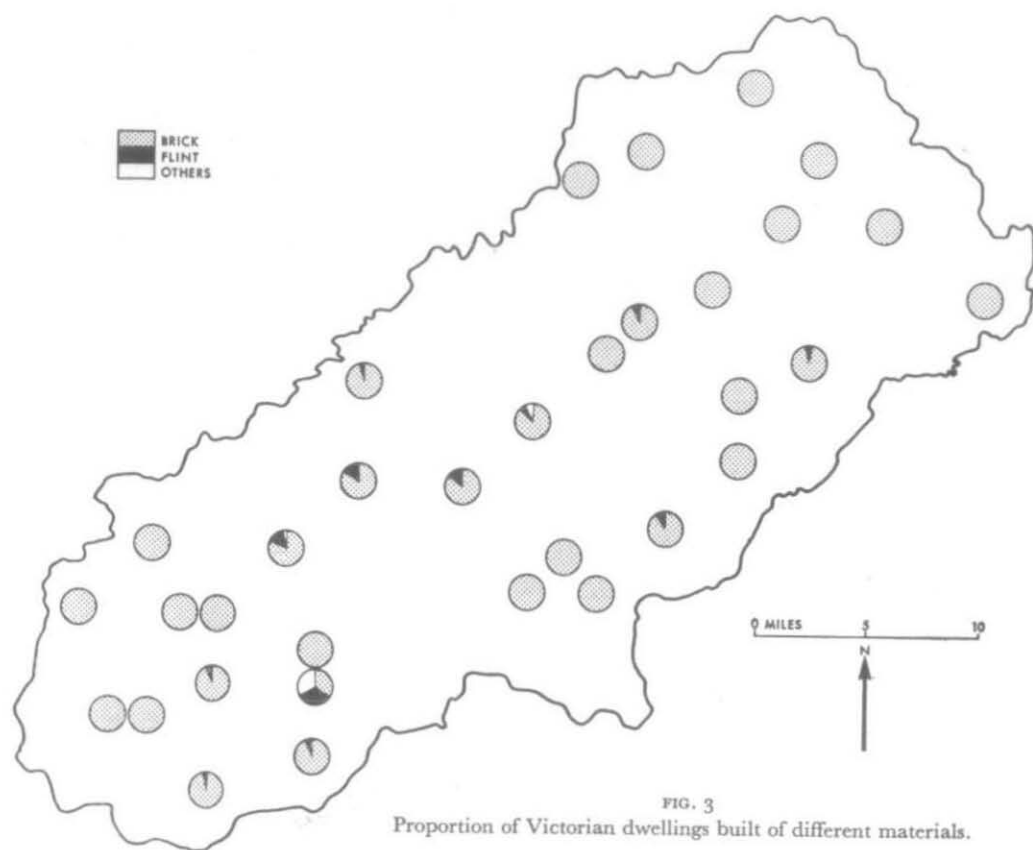 BRICK
FLINT
OTHERS
0 MILES 5 10
N
FIG. 3
Proportion of Victorian dwellings built of different materials.